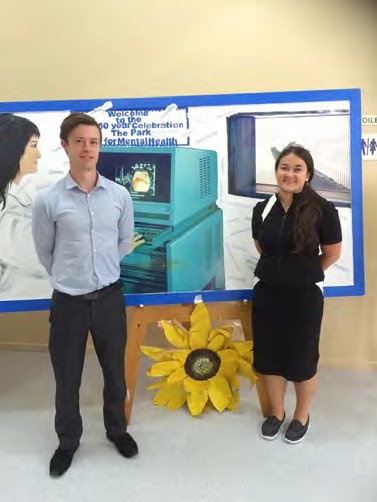 Welcome
to the
50 year Celebration
The Park
for Mental Health